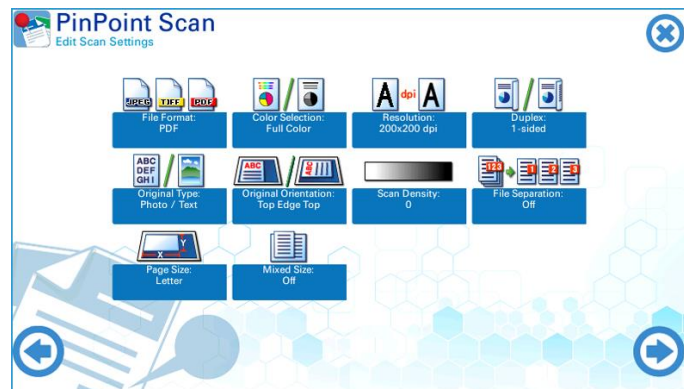 PinPoint Scan
Edit Scan Settings
JPEG TIFF PDF
File Format:
PDF
Color Selection:
Full Color
A dpi A
Resolution:
200x200 dpi
Duplex:
1-sided
ABC
DEF
GHI
Original Type:
Photo / Text
ABC
Original Orientation:
Top Edge Top
Scan Density:
0
123 1 2 3
File Separation:
Off
X Y
Page Size:
Letter
Mixed Size:
Off